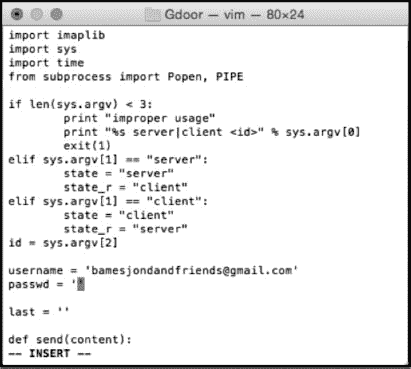 Gdoor — vim — 80×24
import imaplib
import sys
import time
from subprocess import Popen, PIPE
if len(sys.argv) < 3:
        print "improper usage"
        print "%s server|client <id>" % sys.argv[0]
        exit(1)
elif sys.argv[1] == "server":
        state = "server"
        state_r = "client"
elif sys.argv[1] == "client":
        state = "client"
        state_r = "server"
id = sys.argv[2]
username = 'bamesjondandfriends@gmail.com'
passwd = ''
last = ''
def send(content):
-- INSERT --